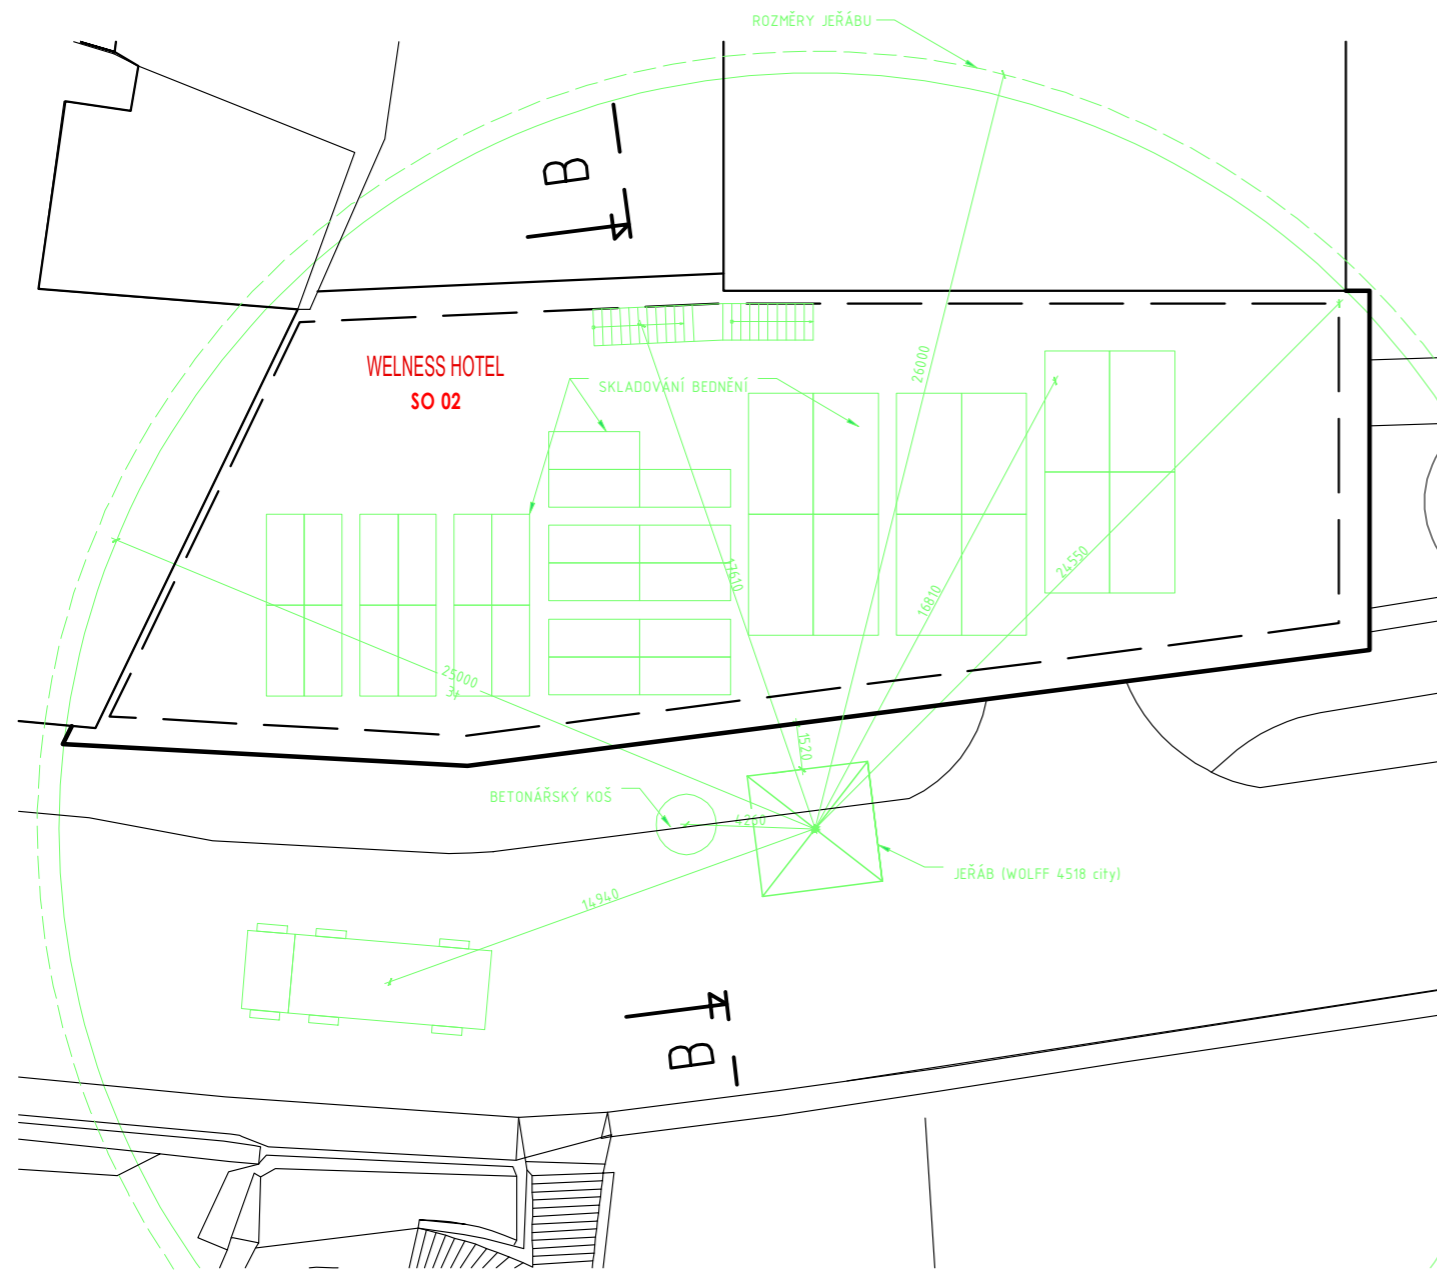 ROZMĚRY JEŘÁBU
B
WELNESS HOTEL
SO 02
SKLADOVÁNÍ BEDNĚNÍ
26000
17610
16810
24550
25000
1520
BETONÁŘSKÝ KOŠ
4260
JEŘÁB (WOLFF 4518 city)
14940
B